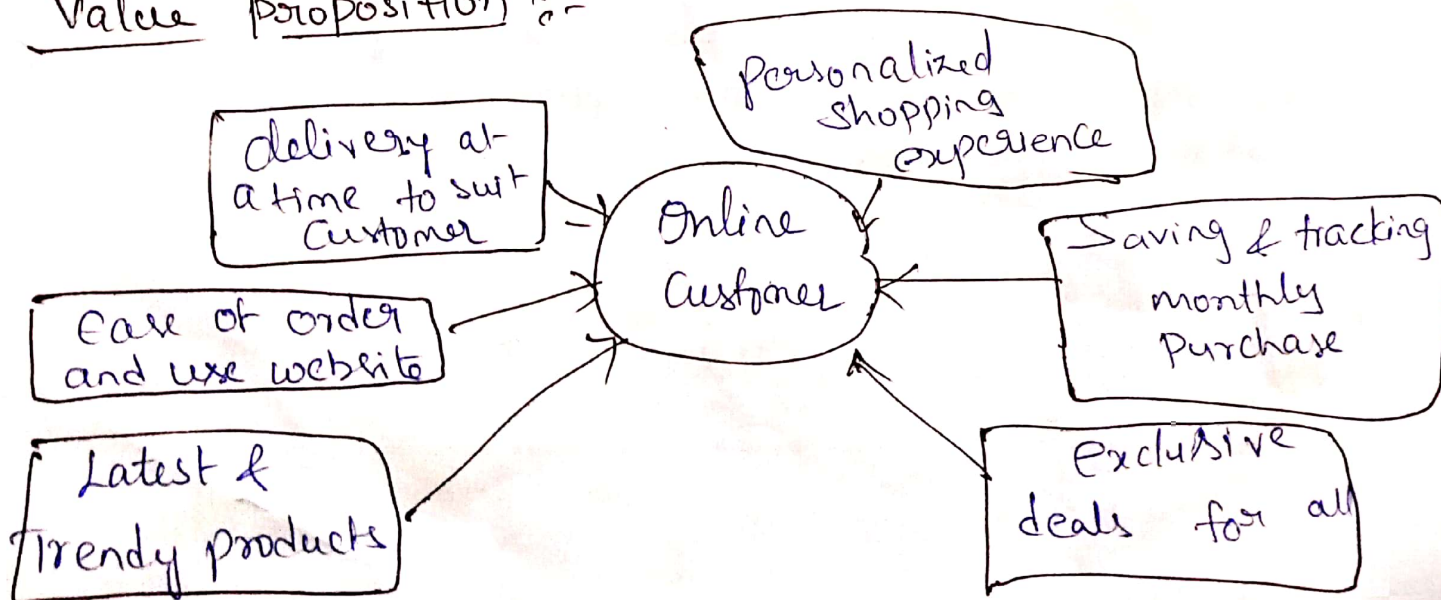 Value Proposition :-
Personalized
Shopping
experience
delivery at
a time to suit
Customer
Online
Customer
Saving & tracking
monthly
Purchase
Ease of order
and use website
Latest &
Trendy products
exclusive
deals for all